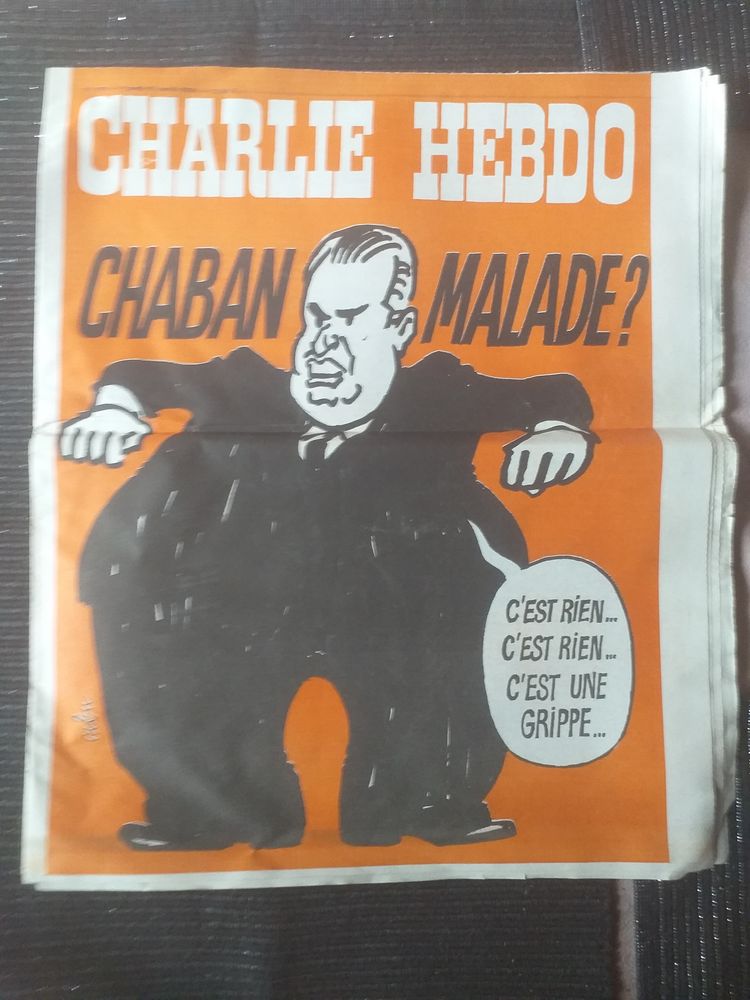 CHARLIE HEBDO
CHABAN MALADE?
C'EST RIEN...
C'EST RIEN...
C'EST UNE
GRIPPE...